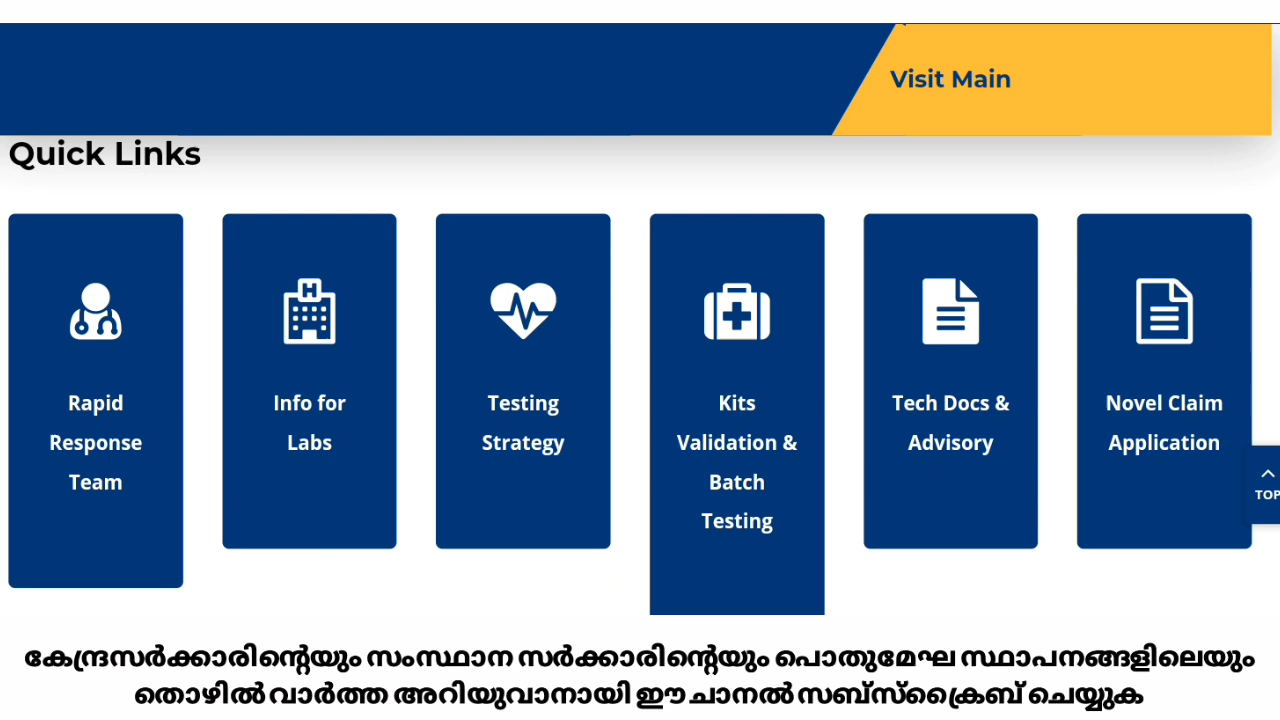 Visit Main
Quick Links
Rapid
Response
Team
Info for
Labs
Testing
Strategy
Kits
Validation &
Batch
Testing
Tech Docs &
Advisory
Novel Claim
Application
TOP
കേന്ദ്രസർക്കാരിന്റെയും സംസ്ഥാന സർക്കാരിന്റെയും പൊതുമേഘ സ്ഥാപനങ്ങളിലെയും
തൊഴിൽ വാർത്ത അറിയുവാനായി ഈ ചാനൽ സബ്സ്ക്രൈബ് ചെയ്യുക